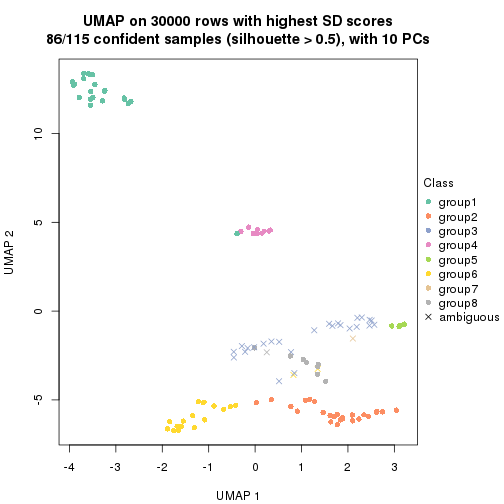 UMAP on 30000 rows with highest SD scores
86/115 confident samples (silhouette > 0.5), with 10 PCs
10
5
0
-5
UMAP 2
-4
-3
-2
-1
0
1
2
3
UMAP 1
Class
group1
group2
group3
group4
group5
group6
group7
group8
ambiguous